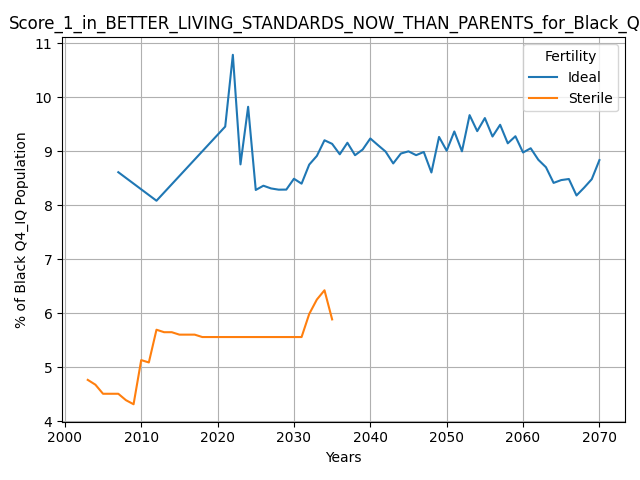 Score_1_in_BETTER_LIVING_STANDARDS_NOW_THAN_PARENTS_for_Black_Q
11
10
9
8
7
6
5
4
% of Black Q4_IQ Population
Fertility
Ideal
Sterile
2000 2010 2020 2030 2040 2050 2060 2070
Years